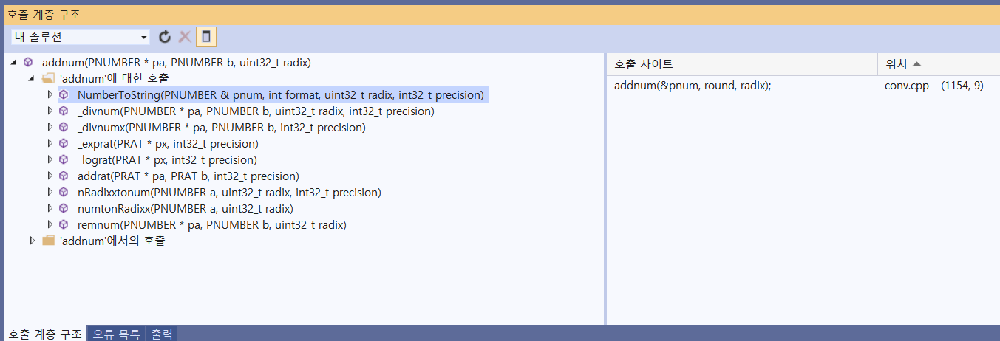 호출 계층 구조
내 솔루션
addnum(PNUMBER * pa, PNUMBER b, uint32_t radix)
'addnum'에 대한 호출
NumberToString(PNUMBER & pnum, int format, uint32_t radix, int32_t precision)
_divnum(PNUMBER * pa, PNUMBER b, uint32_t radix, int32_t precision)
_divnumx(PNUMBER * pa, PNUMBER b, int32_t precision)
_exprat(PRAT * px, int32_t precision)
_lograt(PRAT * px, int32_t precision)
addrat(PRAT * pa, PRAT b, int32_t precision)
nRadixxtonum(PNUMBER a, uint32_t radix, int32_t precision)
numtonRadixx(PNUMBER a, uint32_t radix)
remnum(PNUMBER * pa, PNUMBER b, uint32_t radix)
'addnum'에서의 호출
호출 사이트 위치
addnum(&pnum, round, radix); conv.cpp - (1154, 9)
호출 계층 구조 오류 목록 출력